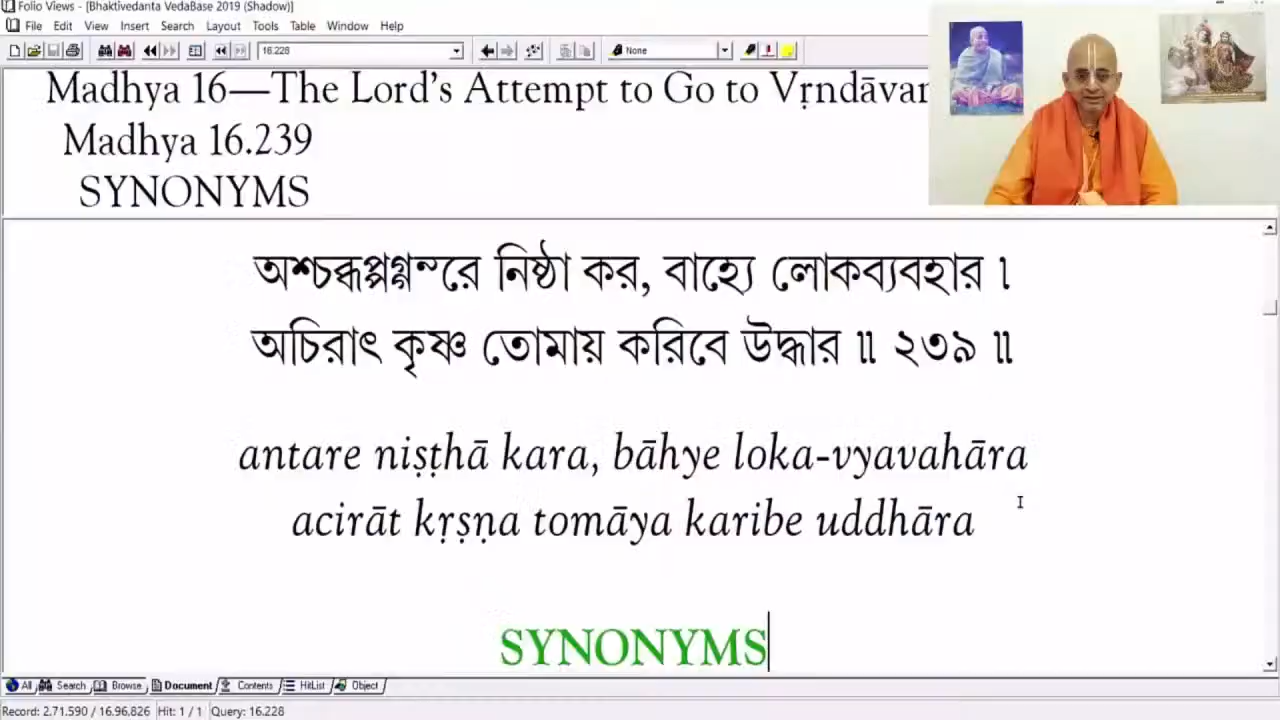 Folio Views - [Bhaktivedanta VedaBase 2019 (Shadow)]
File Edit View Insert Search Layout Tools Table Window Help
16.228 None
Madhya 16—The Lord's Attempt to Go to Vṛndāvan
Madhya 16.239
SYNONYMS
রে নিষ্ঠা কর, বাহ্যে লোকব্যবহার ৷
অচিরাৎ কৃষ্ণ তোমায় করিবে উদ্ধার ॥ ২৩৯ ॥
antare niṣṭhā kara, bāhye loka-vyavahāra
acirāt kṛṣṇa tomāya karibe uddhāra
SYNONYMS
All Search Browse Document Contents HitList Object
Record: 2.71.590 / 16.96.826 Hit: 1 / 1 Query: 16.228